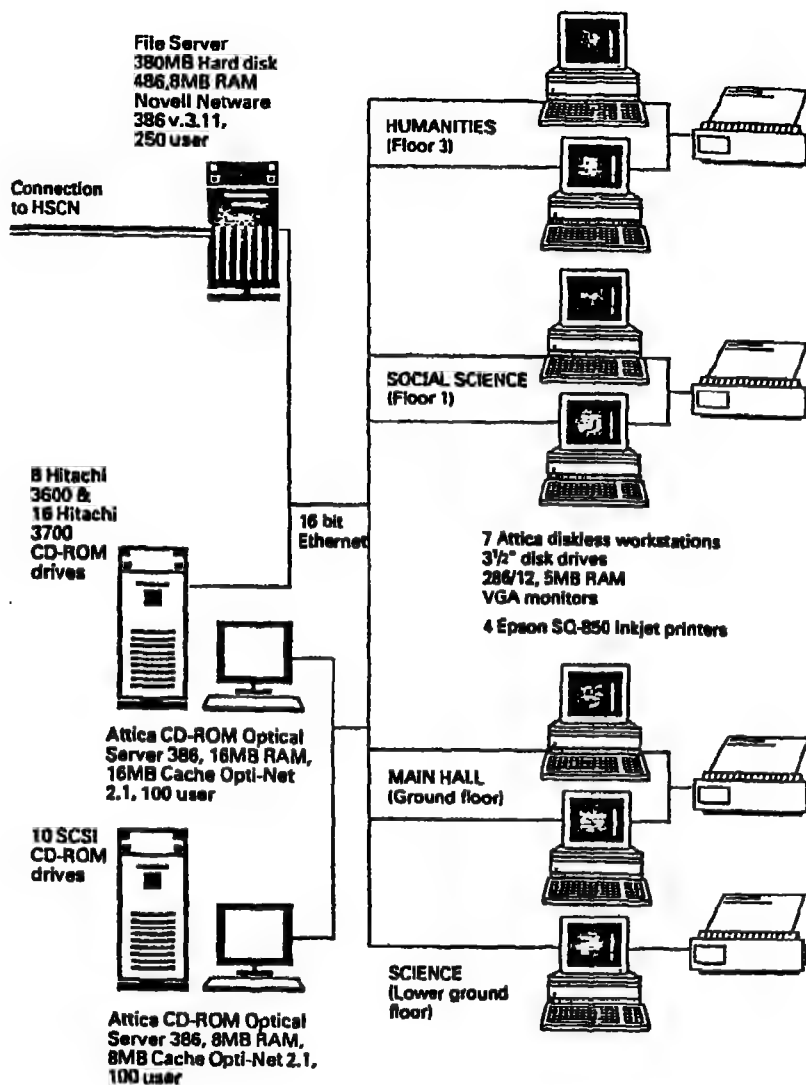 File Server
380MB Hard disk
486,8MB RAM
Novell Netware
386 v.3.11,
250 user
Connection
to HSCN
HUMANITIES
(Floor 3)
SOCIAL SCIENCE
(Floor 1)
8 Hitachi
3600 &
16 Hitachi
3700
CD-ROM
drives
16 bit
Ethernet
7 Attica diskless workstations
3½" disk drives
286/12, 5MB RAM
VGA monitors
4 Epson SQ-850 inkjet printers
Attica CD-ROM Optical
Server 386, 16MB RAM,
16MB Cache Opti-Net
2.1, 100 user
MAIN HALL
(Ground floor)
10 SCSI
CD-ROM
drives
SCIENCE
(Lower ground
floor)
Attica CD-ROM Optical
Server 386, 8MB RAM,
8MB Cache Opti-Net 2.1,
100 user